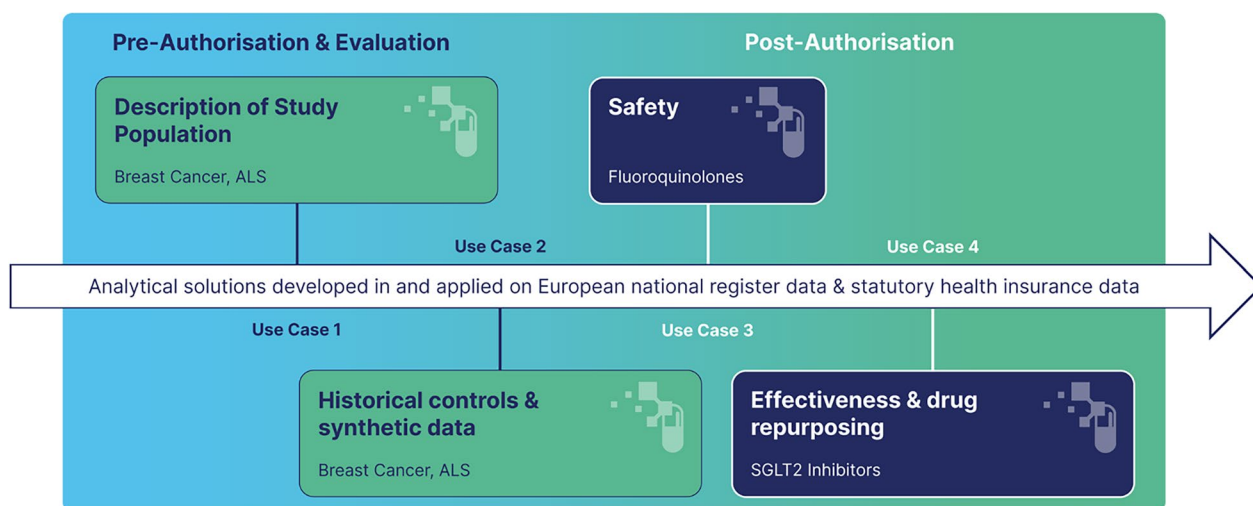 Pre-Authorisation & Evaluation
Post-Authorisation
Description of Study
Population
Breast Cancer, ALS
Safety
Fluoroquinolones
Use Case 2
Use Case 4
Analytical solutions developed in and applied on European national register data & statutory health insurance data
Use Case 1
Use Case 3
Historical controls &
synthetic data
Breast Cancer, ALS
Effectiveness & drug
repurposing
SGLT2 Inhibitors